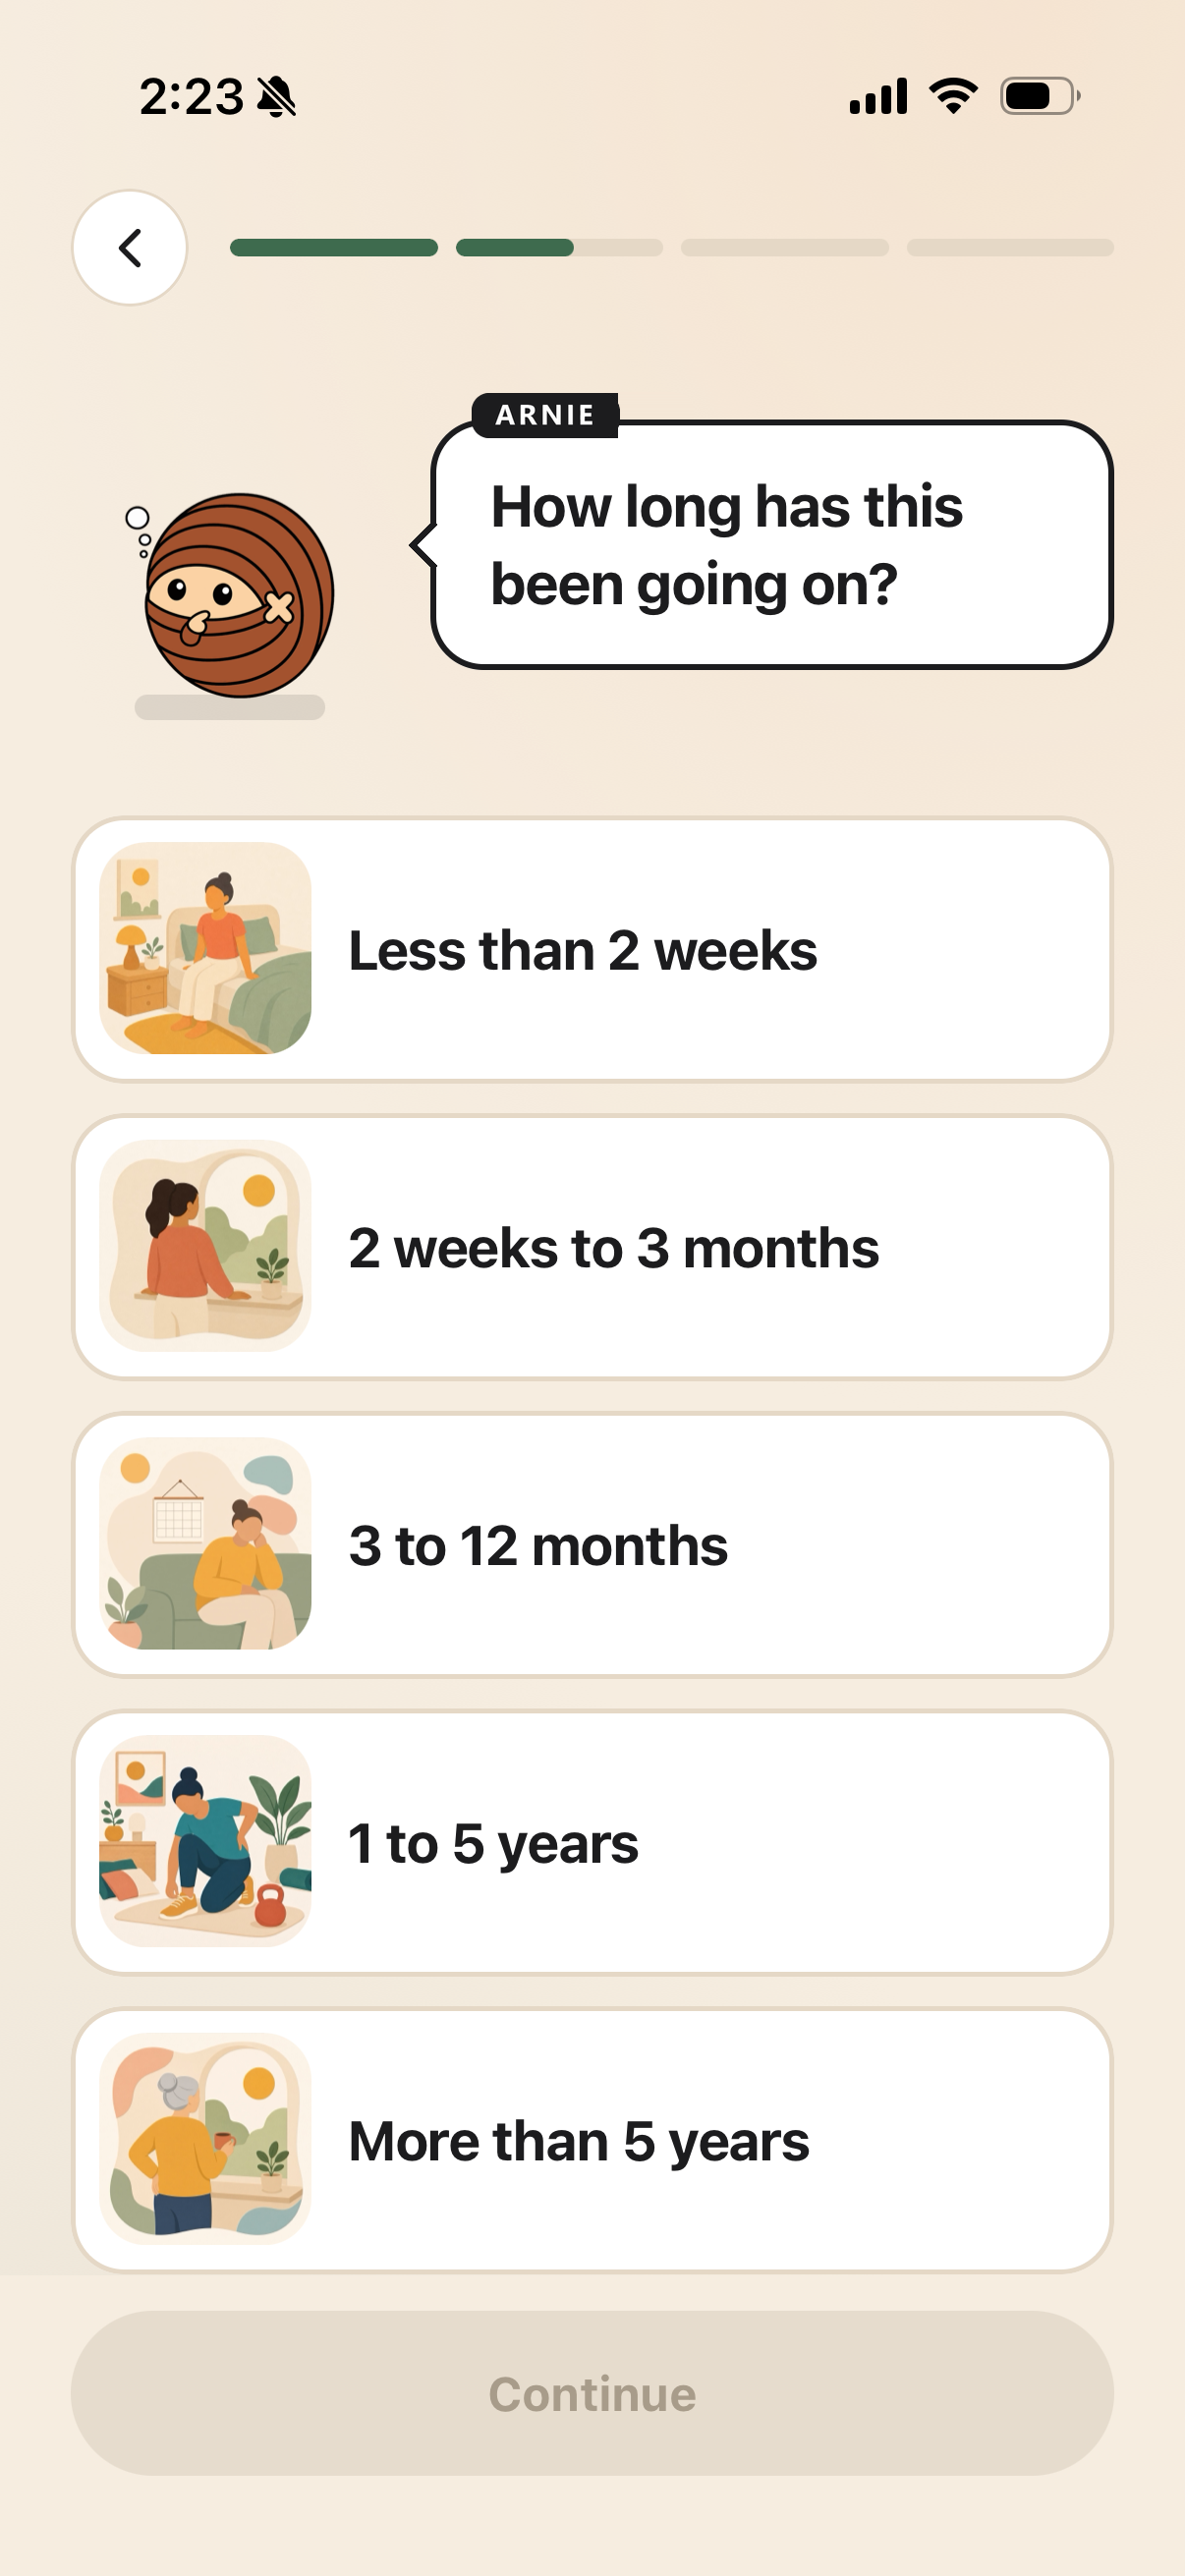 2:23
ARNIE
How long has this
been going on?
Less than 2 weeks
2 weeks to 3 months
3 to 12 months
1 to 5 years
More than 5 years
Continue